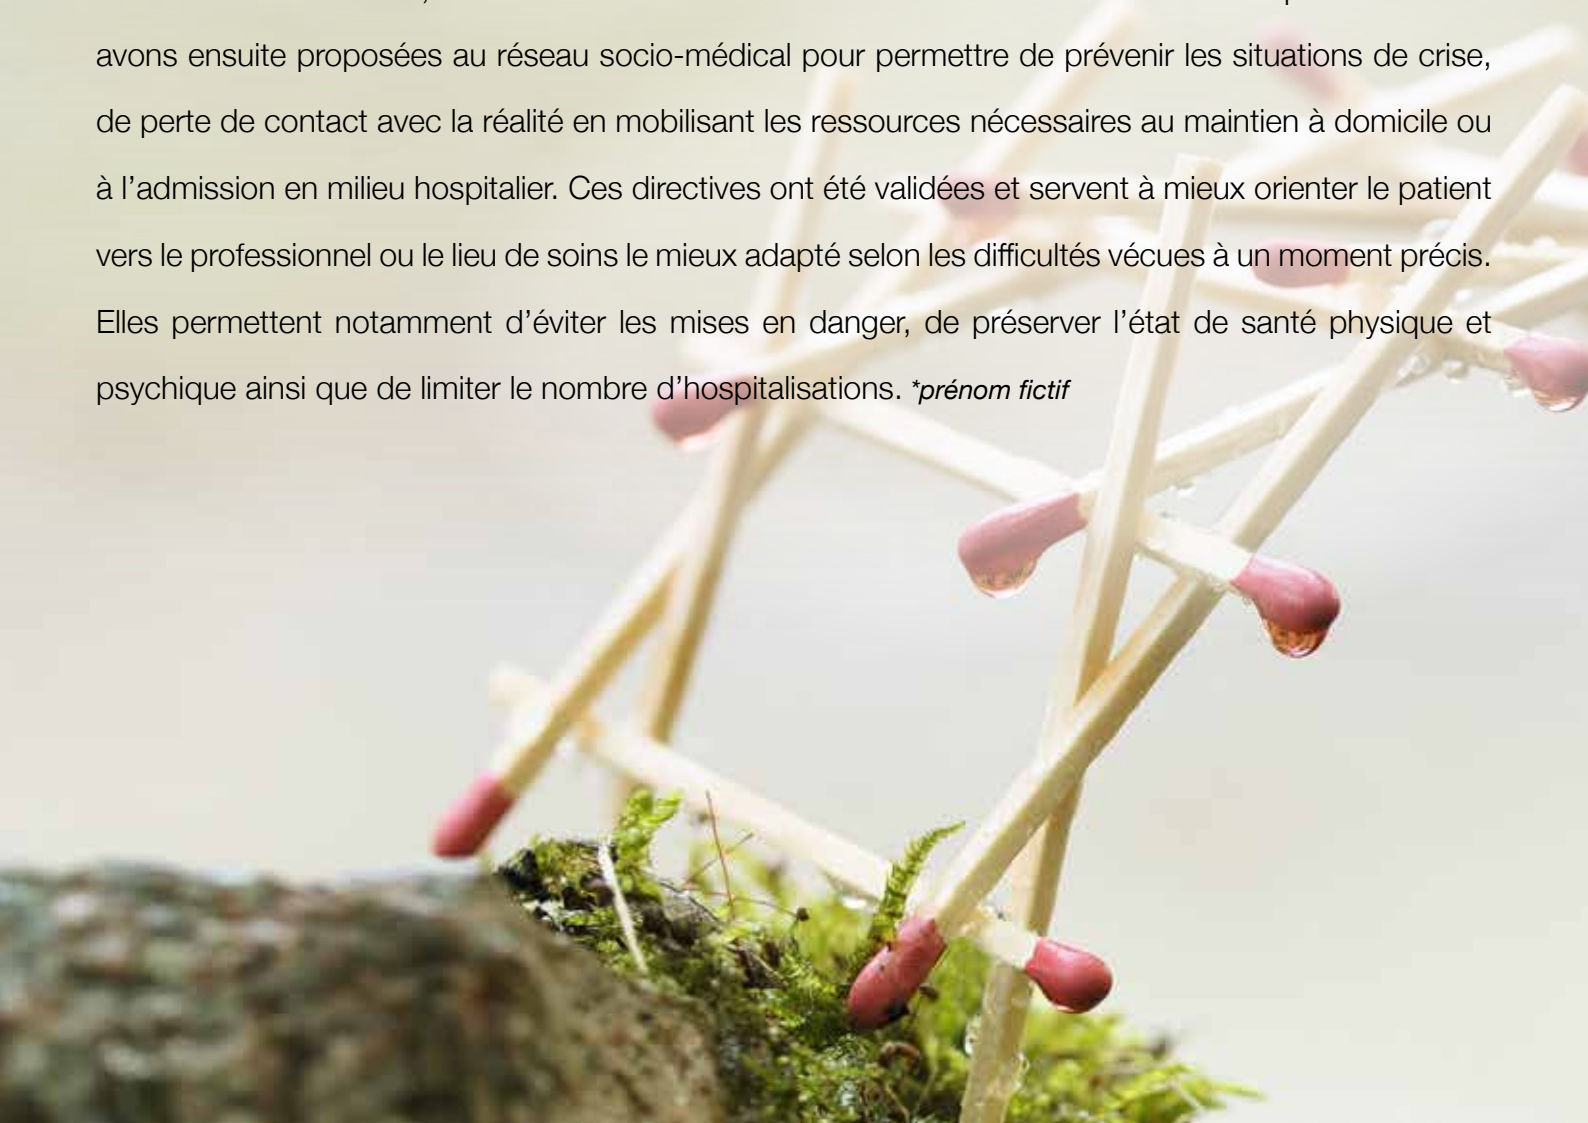 avons ensuite proposées au réseau socio-médical pour permettre de prévenir les situations de crise,
de perte de contact avec la réalité en mobilisant les ressources nécessaires au maintien à domicile ou
à l’admission en milieu hospitalier. Ces directives ont été validées et servent à mieux orienter le patient
vers le professionnel ou le lieu de soins le mieux adapté selon les difficultés vécues à un moment précis.
Elles permettent notamment d’éviter les mises en danger, de préserver l’état de santé physique et
psychique ainsi que de limiter le nombre d’hospitalisations. *prénom fictif